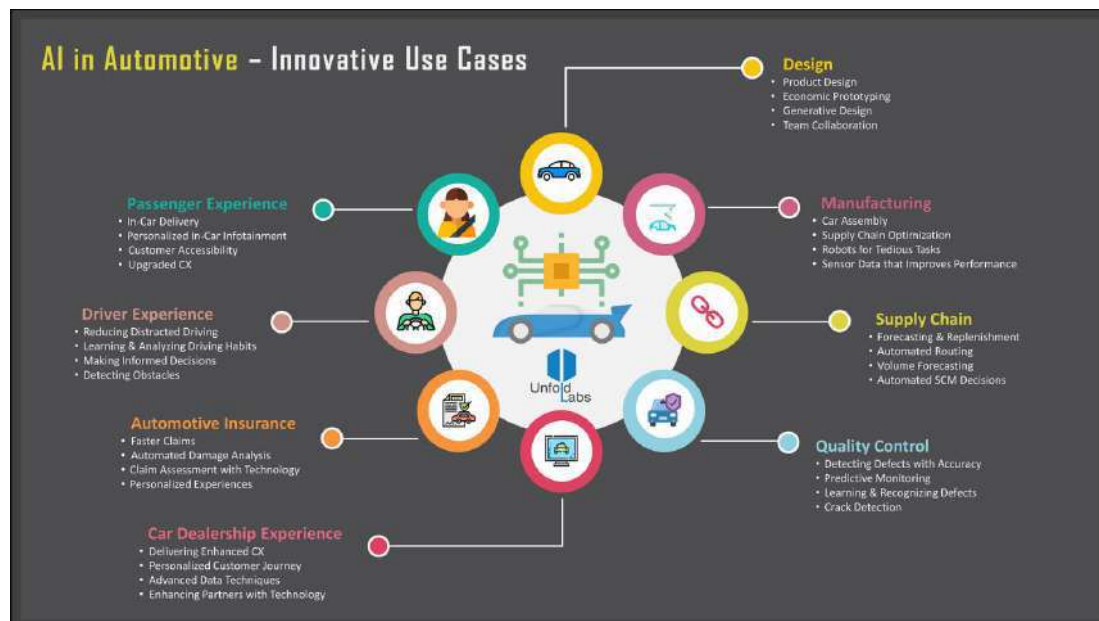 AI in Automotive – Innovative Use Cases
Design
• Product Design
• Economic Prototyping
• Generative Design
• Team Collaboration
Passenger Experience
• In-Car Delivery
• Personalized In-Car Infotainment
• Customer Accessibility
• Upgraded CX
Manufacturing
• Car Assembly
• Supply Chain Optimization
• Robots for Tedious Tasks
• Sensor Data that Improves Performance
Driver Experience
• Reducing Distracted Driving
• Learning & Analyzing Driving Habits
• Making Informed Decisions
• Detecting Obstacles
Supply Chain
• Forecasting & Replenishment
• Automated Routing
• Volume Forecasting
• Automated SCM Decisions
Unfold
Labs
Automotive Insurance
• Faster Claims
• Automated Damage Analysis
• Claim Assessment with Technology
• Personalized Experiences
Quality Control
• Detecting Defects with Accuracy
• Predictive Monitoring
• Learning & Recognizing Defects
• Crack Detection
Car Dealership Experience
• Delivering Enhanced CX
• Personalized Customer Journey
• Advanced Data Techniques
• Enhancing Partners with Technology